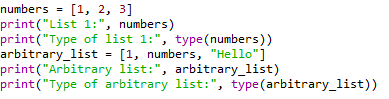 numbers = [1, 2, 3]
print("List 1:", numbers)
print("Type of list 1:", type(numbers))
arbitrary_list = [1, numbers, "Hello"]
print("Arbitrary list:", arbitrary_list)
print("Type of arbitrary list:", type(arbitrary_list))